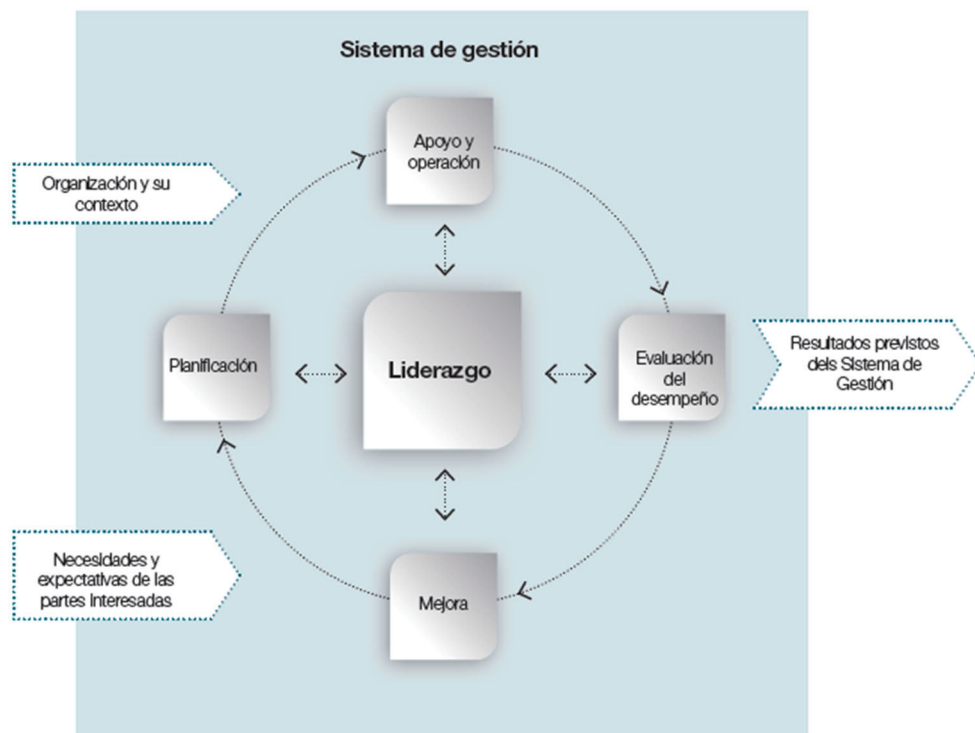 Sistema de gestión
Apoyo y
operación
Organización y su
contexto
Planificación
Liderazgo
Evaluación del
desempeño
Resultados previstos
dels Sistema de
Gestión
Necesidades y
expectativas de las
partes interesadas
Mejora